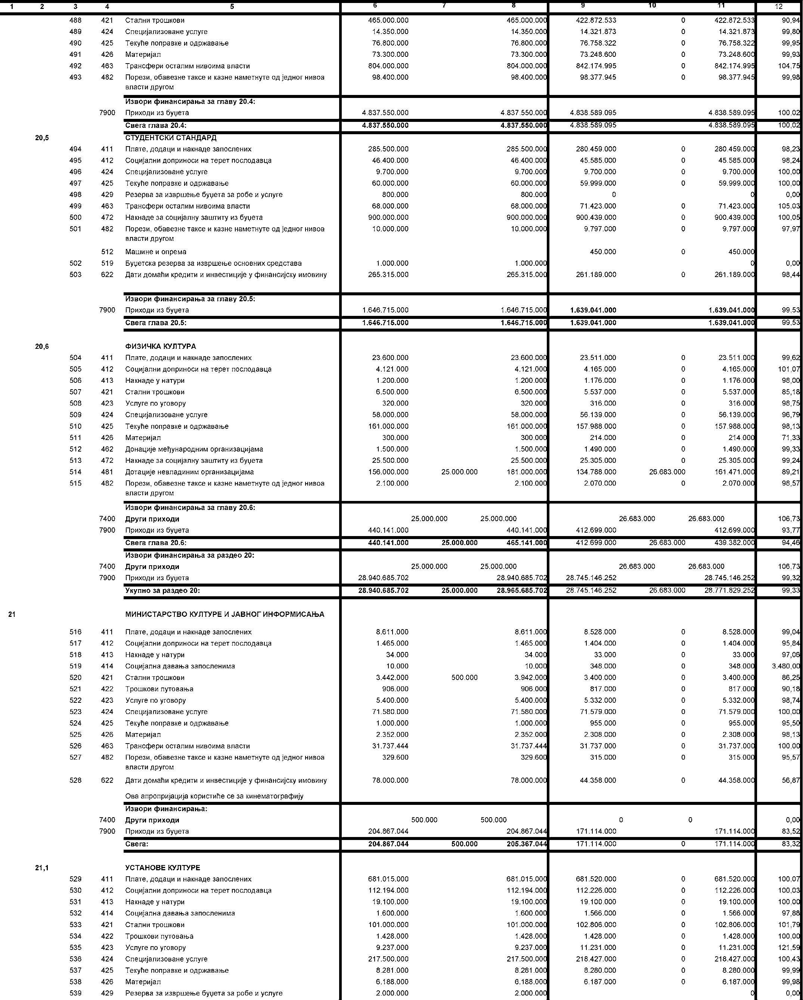 1 2 3 4 5 6 7 8 9 10 11 12
488 421 Стални трошкови 465.000.000 465.000.000 422.872.533 0 422.872.533 90,94
489 424 Специјализоване услуге 14.350.000 14.350.000 14.321.873 0 14.321.873 99,80
490 425 Текуће поправке и одржавање 76.800.000 76.800.000 76.758.322 0 76.758.322 99,95
491 426 Материјал 73.300.000 73.300.000 73.248.600 0 73.248.600 99,93
492 463 Трансфери осталим нивоима власти 804.000.000 804.000.000 842.174.995 0 842.174.995 104,75
493 482 Порези, обавезне таксе и казне наметнуте од једног нивоа 98.400.000 98.400.000 98.377.945 0 98.377.945 99,98
власти другом
Извори финансирања за главу 20.4:
7900 Приходи из буџета 4.837.550.000 4.837.550.000 4.838.589.095 4.838.589.095 100,02
Свега глава 20.4: 4.837.550.000 4.837.550.000 4.838.589.095 4.838.589.095 100,02
20,5 СТУДЕНТСКИ СТАНДАРД
494 411 Плате, додаци и накнаде запослених 285.500.000 285.500.000 280.459.000 0 280.459.000 98,23
495 412 Социјални доприноси на терет послодавца 46.400.000 46.400.000 45.585.000 0 45.585.000 98,24
496 424 Специјализоване услуге 9.700.000 9.700.000 9.700.000 0 9.700.000 100,00
497 425 Текуће поправке и одржавање 60.000.000 60.000.000 59.999.000 0 59.999.000 100,00
498 429 Резерва за извршење буџета за робе и услуге 800.000 800.000 0 0 0,00
499 463 Трансфери осталим нивоима власти 68.000.000 68.000.000 71.423.000 0 71.423.000 105,03
500 472 Накнаде за социјалну заштиту из буџета 900.000.000 900.000.000 900.439.000 0 900.439.000 100,05
501 482 Порези, обавезне таксе и казне наметнуте од једног нивоа 10.000.000 10.000.000 9.797.000 0 9.797.000 97,97
власти другом
512 Машине и опрема 450.000 0 450.000
502 519 Буџетска резерва за извршење основних средстава 1.000.000 1.000.000 0 0,00
503 622 Дати домаћи кредити и инвестиције у финансијску имовину 265.315.000 265.315.000 261.189.000 0 261.189.000 98,44
Извори финансирања за главу 20.5:
7900 Приходи из буџета 1.646.715.000 1.646.715.000 1.639.041.000 1.639.041.000 99,53
Свега глава 20.5: 1.646.715.000 1.646.715.000 1.639.041.000 1.639.041.000 99,53
20,6 ФИЗИЧКА КУЛТУРА
504 411 Плате, додаци и накнаде запослених 23.600.000 23.600.000 23.511.000 0 23.511.000 99,62
505 412 Социјални доприноси на терет послодавца 4.121.000 4.121.000 4.165.000 0 4.165.000 101,07
506 413 Накнаде у натури 1.200.000 1.200.000 1.176.000 0 1.176.000 98,00
507 421 Стални трошкови 6.500.000 6.500.000 5.537.000 0 5.537.000 85,18
508 423 Услуге по уговору 320.000 320.000 316.000 0 316.000 98,75
509 424 Специјализоване услуге 58.000.000 58.000.000 56.139.000 0 56.139.000 96,79
510 425 Текуће поправке и одржавање 161.000.000 161.000.000 157.988.000 0 157.988.000 98,13
511 426 Материјал 300.000 300.000 214.000 0 214.000 71,33
512 462 Донације међународним организацијама 1.500.000 1.500.000 1.490.000 0 1.490.000 99,33
513 472 Накнаде за социјалну заштиту из буџета 25.500.000 25.500.000 25.305.000 0 25.305.000 99,24
514 481 Дотације невладиним организацијама 156.000.000 25.000.000 181.000.000 134.788.000 26.683.000 161.471.000 89,21
515 482 Порези, обавезне таксе и казне наметнуте од једног нивоа 2.100.000 2.100.000 2.070.000 0 2.070.000 98,57
власти другом
Извори финансирања за главу 20.6:
7400 Други приходи 25.000.000 25.000.000 26.683.000 26.683.000 106,73
7900 Приходи из буџета 440.141.000 440.141.000 412.699.000 412.699.000 93,77
Свега глава 20.6: 440.141.000 25.000.000 465.141.000 412.699.000 26.683.000 439.382.000 94,46
Извори финансирања за раздео 20:
7400 Други приходи 25.000.000 25.000.000 26.683.000 26.683.000 106,73
7900 Приходи из буџета 28.940.685.702 28.940.685.702 28.745.146.252 28.745.146.252 99,32
Укупно за раздео 20: 28.940.685.702 25.000.000 28.965.685.702 28.745.146.252 26.683.000 28.771.829.252 99,33
21 МИНИСТАРСТВО КУЛТУРЕ И ЈАВНОГ ИНФОРМИСАЊА
516 411 Плате, додаци и накнаде запослених 8.611.000 8.611.000 8.528.000 0 8.528.000 99,04
517 412 Социјални доприноси на терет послодавца 1.465.000 1.465.000 1.404.000 0 1.404.000 95,84
518 413 Накнаде у натури 34.000 34.000 33.000 0 33.000 97,06
519 414 Социјална давања запосленима 10.000 10.000 348.000 0 348.000 3.480,00
520 421 Стални трошкови 3.442.000 500.000 3.942.000 3.400.000 0 3.400.000 86,25
521 422 Трошкови путовања 906.000 906.000 817.000 0 817.000 90,18
522 423 Услуге по уговору 5.400.000 5.400.000 5.332.000 0 5.332.000 98,74
523 424 Специјализоване услуге 71.580.000 71.580.000 71.579.000 0 71.579.000 100,00
524 425 Текуће поправке и одржавање 1.000.000 1.000.000 955.000 0 955.000 95,50
525 426 Материјал 2.352.000 2.352.000 2.308.000 0 2.308.000 98,13
526 463 Трансфери осталим нивоима власти 31.737.444 31.737.444 31.737.000 0 31.737.000 100,00
527 482 Порези, обавезне таксе и казне наметнуте од једног нивоа 329.600 329.600 315.000 0 315.000 95,57
власти другом
528 622 Дати домаћи кредити и инвестиције у финансијску имовину 78.000.000 78.000.000 44.358.000 0 44.358.000 56,87
Ова апропријација користиће се за кинематографију
Извори финансирања:
7400 Други приходи 500.000 500.000 0 0 0,00
7900 Приходи из буџета 204.867.044 204.867.044 171.114.000 171.114.000 83,52
Свега: 204.867.044 500.000 205.367.044 171.114.000 0 171.114.000 83,32
21,1 УСТАНОВЕ КУЛТУРЕ
529 411 Плате, додаци и накнаде запослених 681.015.000 681.015.000 681.520.000 0 681.520.000 100,07
530 412 Социјални доприноси на терет послодавца 112.194.000 112.194.000 112.226.000 0 112.226.000 100,03
531 413 Накнаде у натури 19.100.000 19.100.000 19.100.000 0 19.100.000 100,00
532 414 Социјална давања запосленима 1.600.000 1.600.000 1.566.000 0 1.566.000 97,88
533 421 Стални трошкови 101.000.000 101.000.000 102.806.000 0 102.806.000 101,79
534 422 Трошкови путовања 1.428.000 1.428.000 1.428.000 0 1.428.000 100,00
535 423 Услуге по уговору 9.237.000 9.237.000 11.231.000 0 11.231.000 121,59
536 424 Специјализоване услуге 217.500.000 217.500.000 218.427.000 0 218.427.000 100,43
537 425 Текуће поправке и одржавање 8.281.000 8.281.000 8.280.000 0 8.280.000 99,99
538 426 Материјал 6.188.000 6.188.000 6.187.000 0 6.187.000 99,98
539 429 Резерва за извршење буџета за робе и услуге 2.000.000 2.000.000 0 0,00